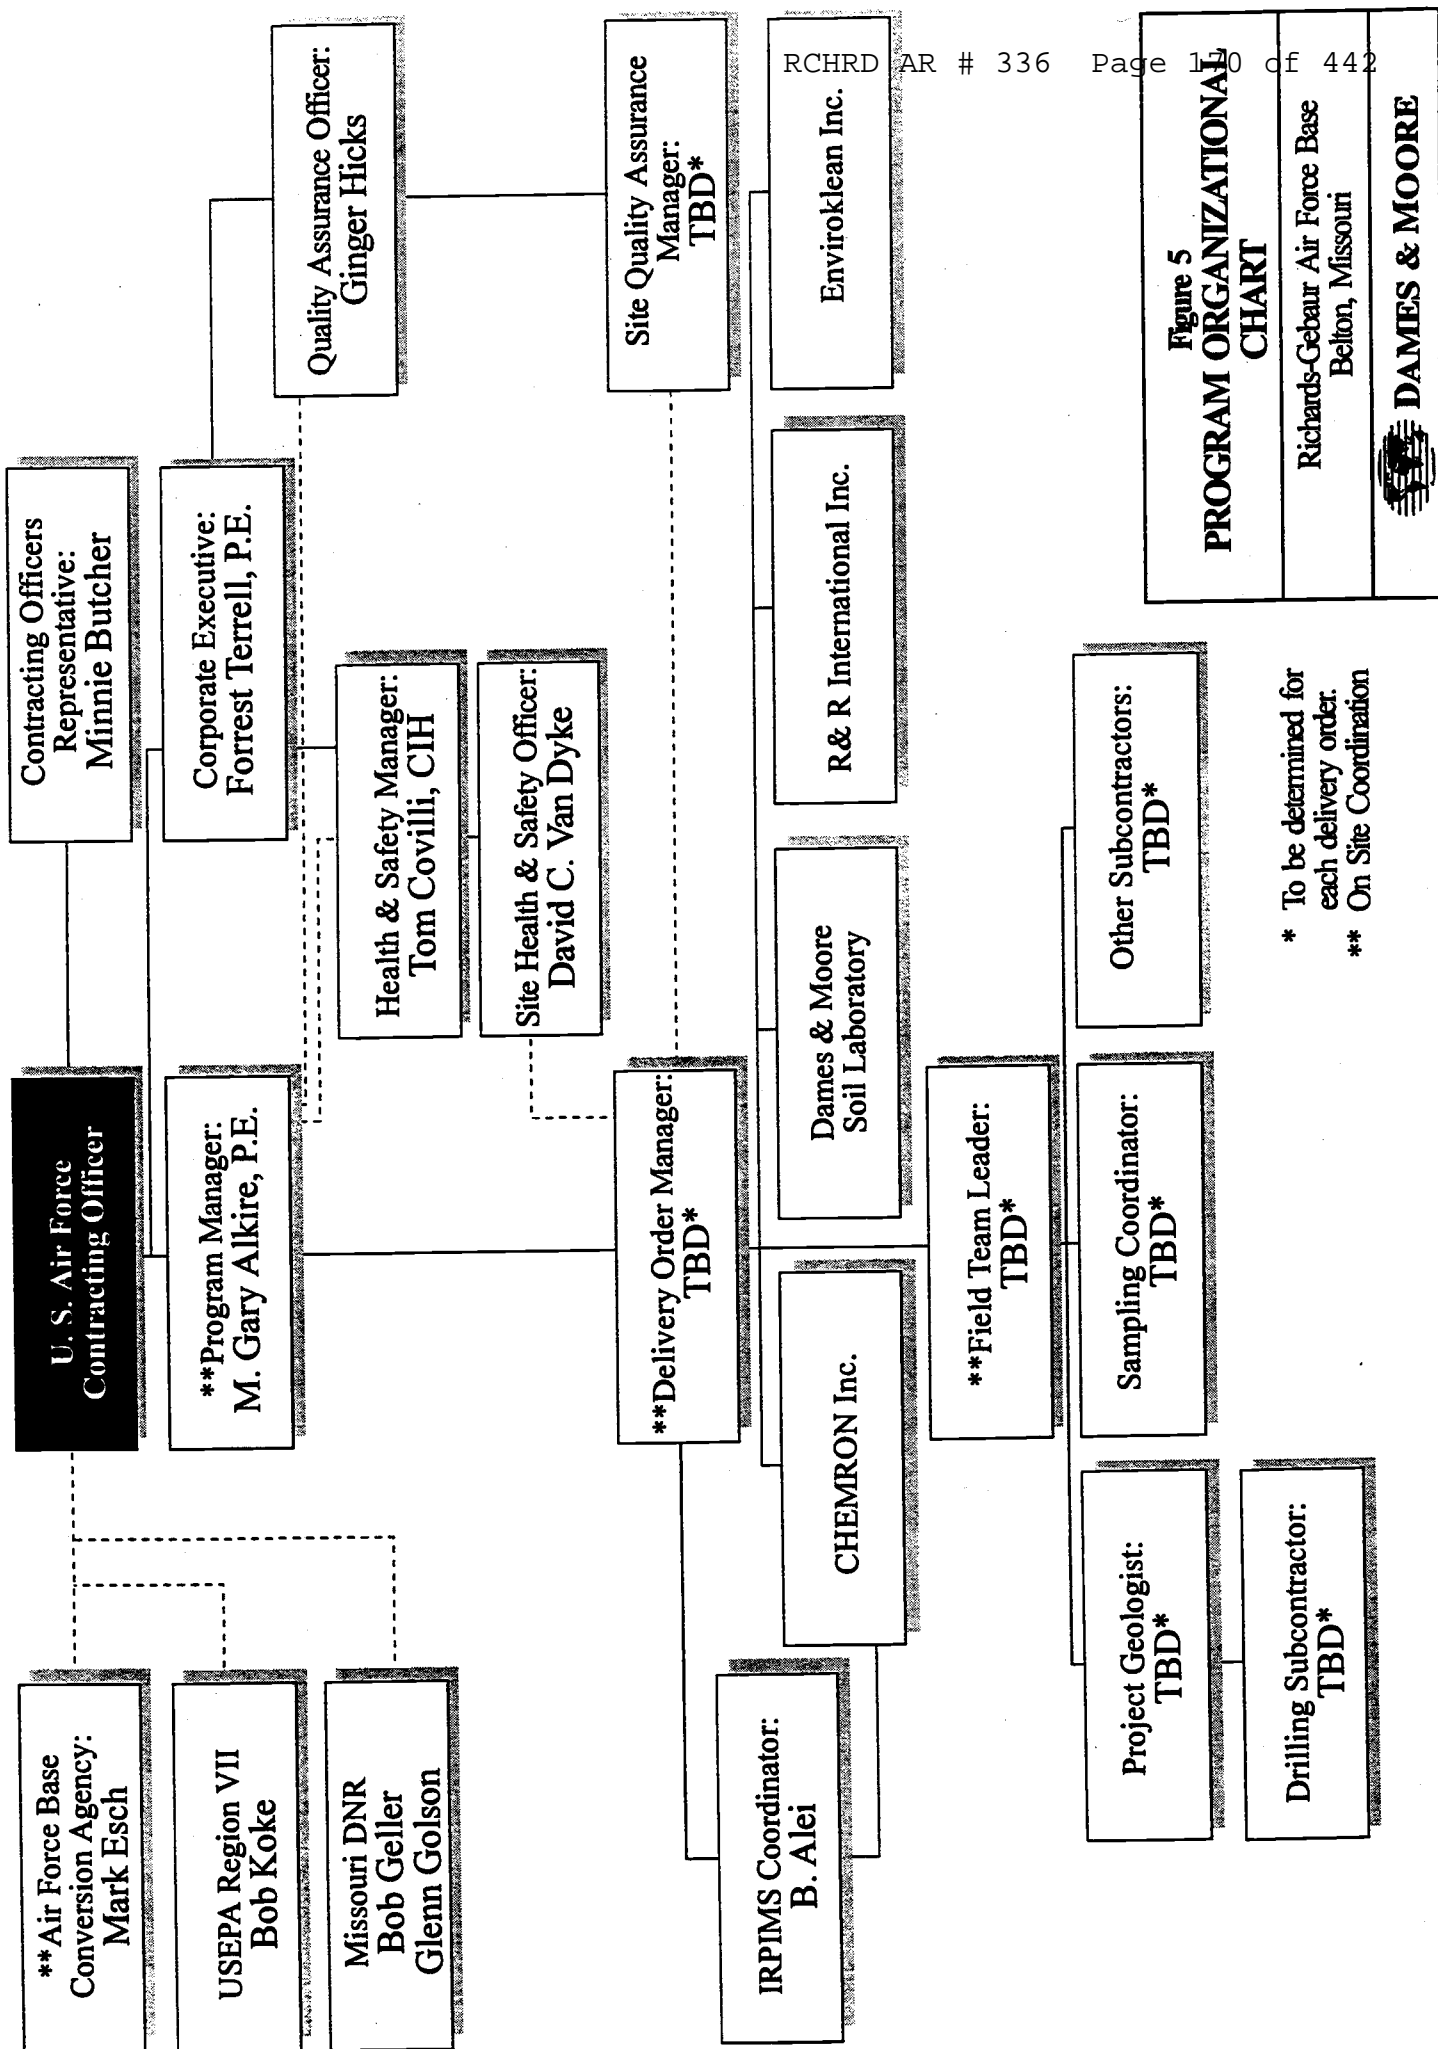 RCHRD AR # 336 Page 170 of 442
**Air Force Base
Conversion Agency:
Mark Esch
USEPA Region VII
Bob Koke
Missouri DNR
Bob Geller
Glenn Golson
U. S. Air Force
Contracting Officer
Contracting Officers
Representative:
Minnie Butcher
**Program Manager:
M. Gary Alkire, P.E.
Corporate Executive:
Forrest Terrell, P.E.
Quality Assurance Officer:
Ginger Hicks
Health & Safety Manager:
Tom Covilli, CIH
Site Health & Safety Officer:
David C. Van Dyke
**Delivery Order Manager:
TBD*
Site Quality Assurance
Manager:
TBD*
IRPIMS Coordinator:
B. Alei
CHEMRON Inc.
Dames & Moore
Soil Laboratory
R& R International Inc.
Enviroklean Inc.
**Field Team Leader:
TBD*
Project Geologist:
TBD*
Sampling Coordinator:
TBD*
Other Subcontractors:
TBD*
Drilling Subcontractor:
TBD*
* To be determined for
each delivery order.
** On Site Coordination
Figure 5
PROGRAM ORGANIZATIONAL
CHART
Richards-Gebaur Air Force Base
Belton, Missouri
DAMES & MOORE